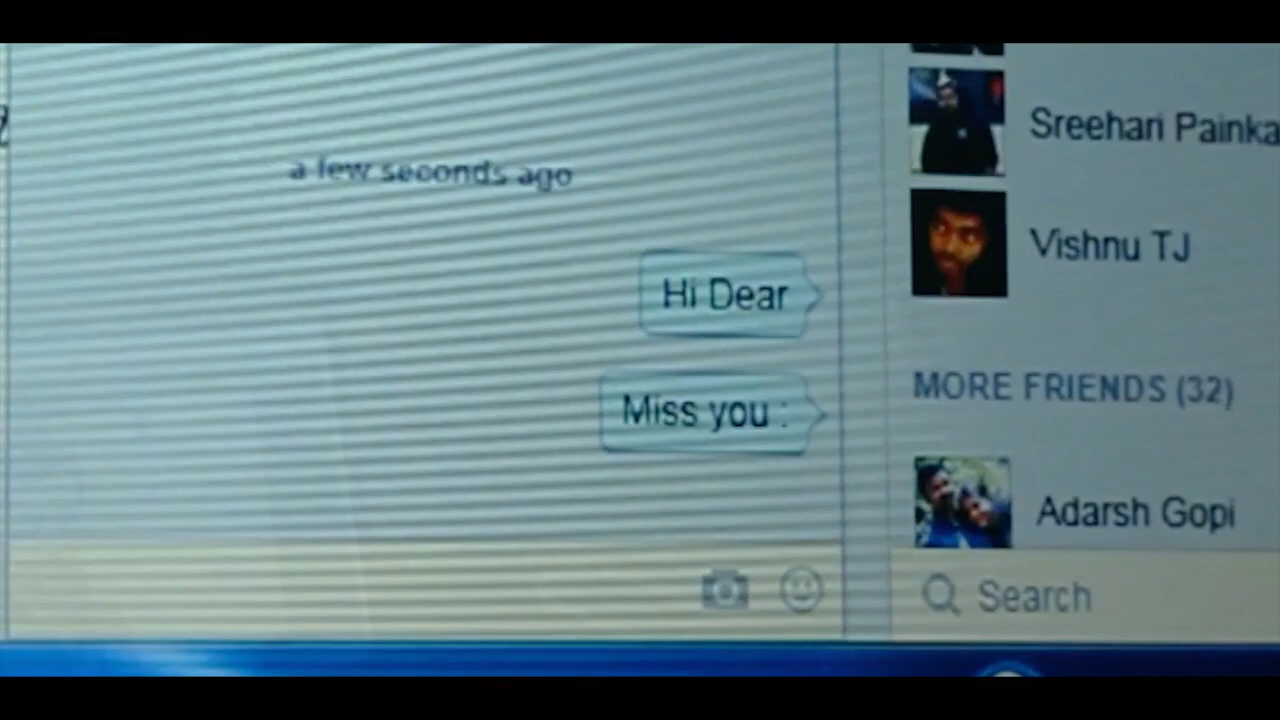 a few seconds ago
Hi Dear
Miss you :
Sreehari Painka
Vishnu TJ
MORE FRIENDS (32)
Adarsh Gopi
Search